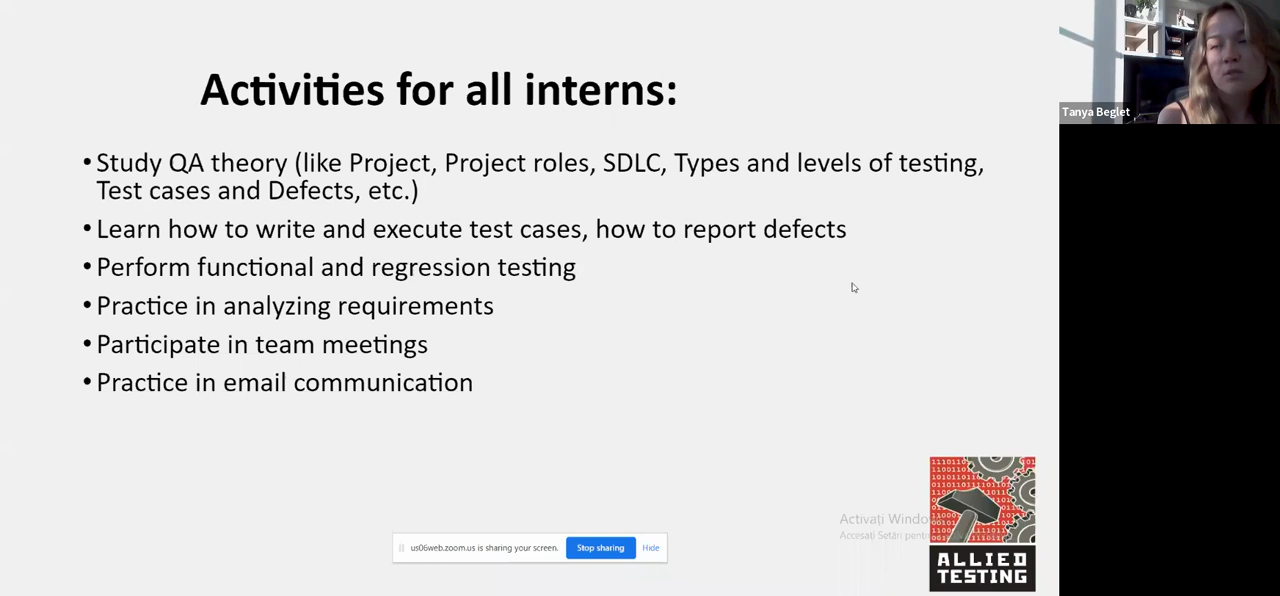 Activities for all interns:
Tanya Beglet
• Study QA theory (like Project, Project roles, SDLC, Types and levels of testing,
Test cases and Defects, etc.)
• Learn how to write and execute test cases, how to report defects
• Perform functional and regression testing
• Practice in analyzing requirements
• Participate in team meetings
• Practice in email communication
Activați Windo
Accesați Setări pent
us06web.zoom.us is sharing your screen. Stop sharing Hide
ALLIED
TESTING